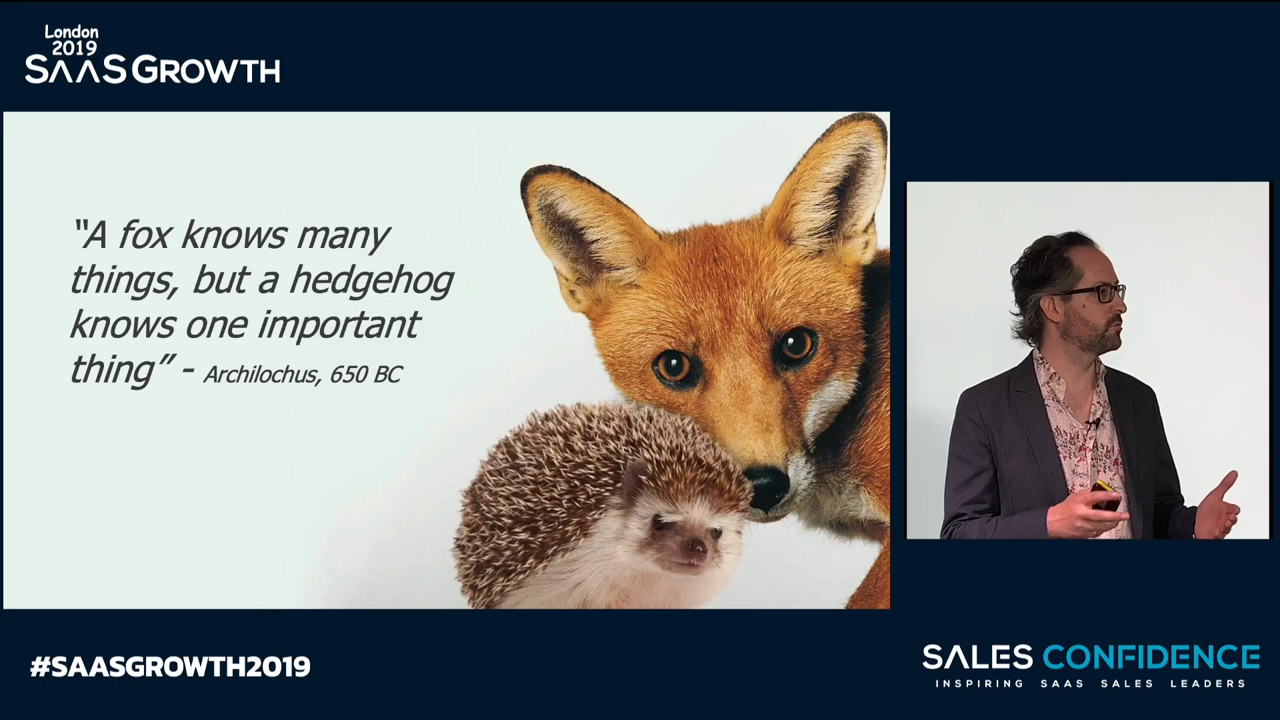 London
2019
SAAS GROWTH
“A fox knows many
things, but a hedgehog
knows one important
thing” - Archilochus, 650 BC
#SAASGROWTH2019
SALES CONFIDENCE
INSPIRING SAAS SALES LEADERS